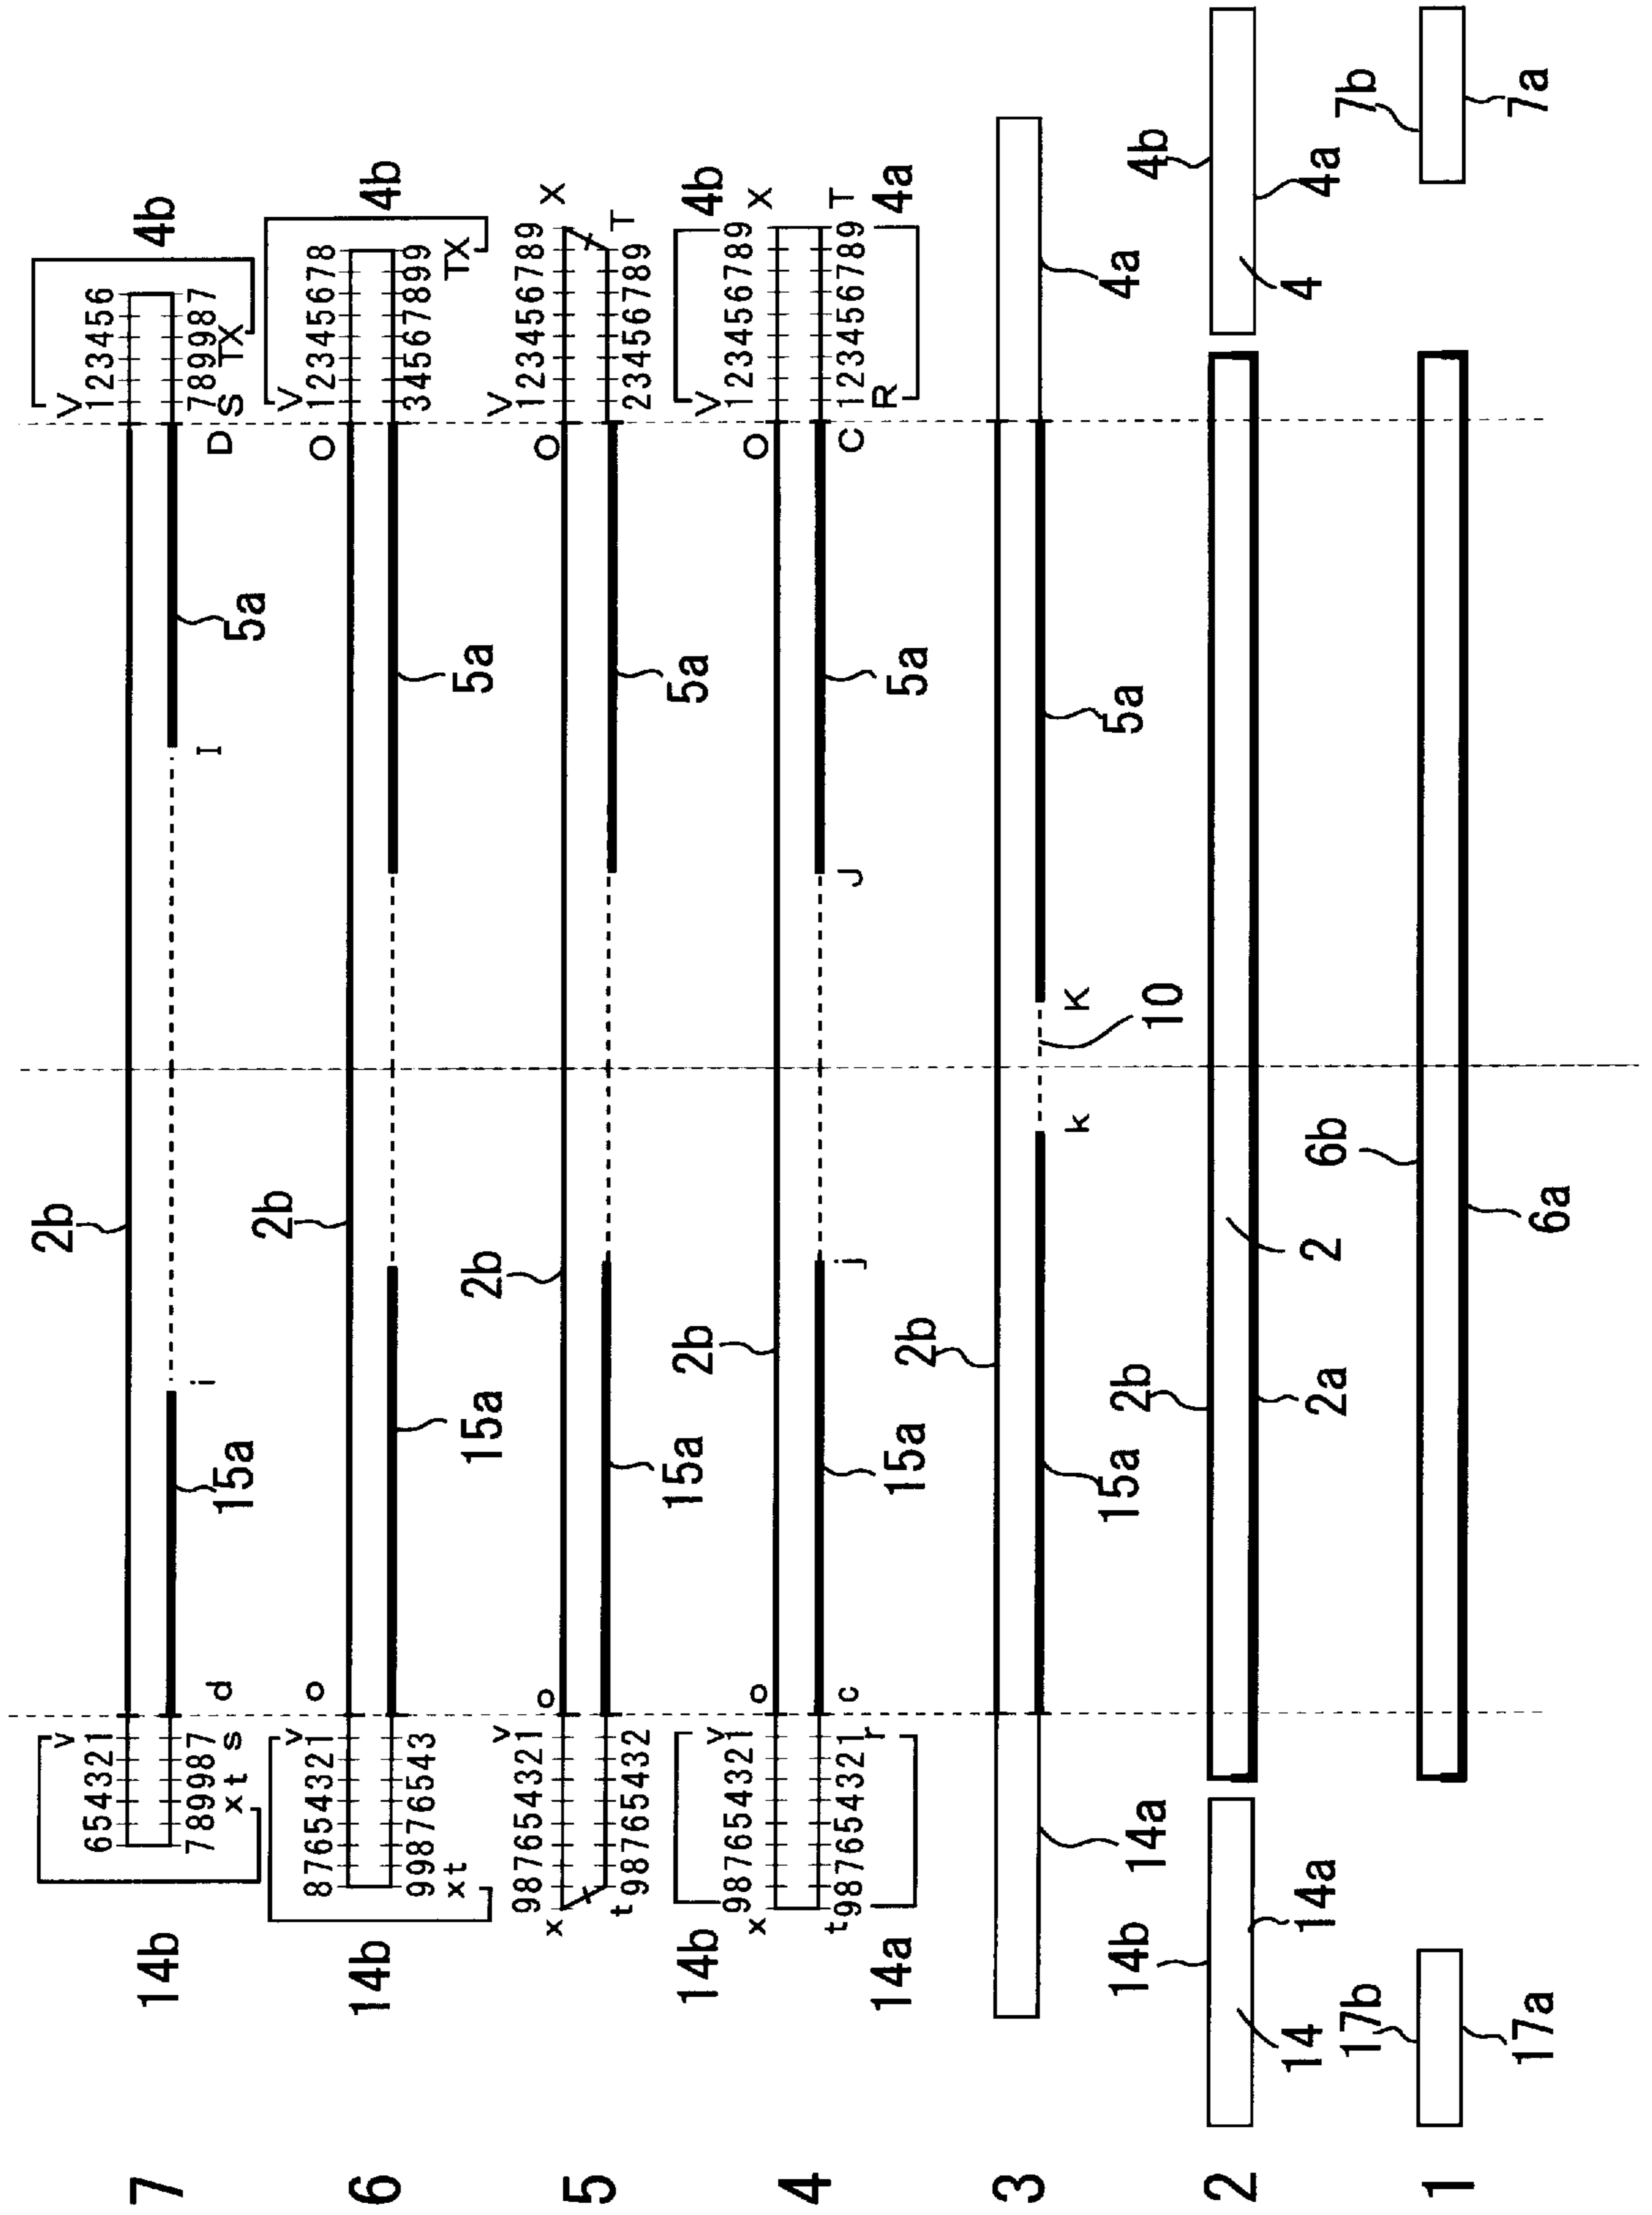 7
14b
v
654321
789987
x t s
d
15a
i
2b
I
5a
D
V
123456
789987
S TX
4b
6
14b
v
87654321
99876543
x t
o
15a
2b
5a
O
V
12345678
34567899
TX
4b
5
x
v
987654321
98765432
t
o
15a
2b
5a
O
V
123456789
23456789
X
T
4
14b
14a
x
v
987654321
987654321
t
r
o
c
15a
2b
j
J
5a
O
C
V
123456789
123456789
R
X
T
4b
4a
3
14a
15a
2b
k
10
K
5a
4a
2
14b
14
14a
2b
2a
2
4
4b
4a
1
17b
17a
6b
6a
7b
7a